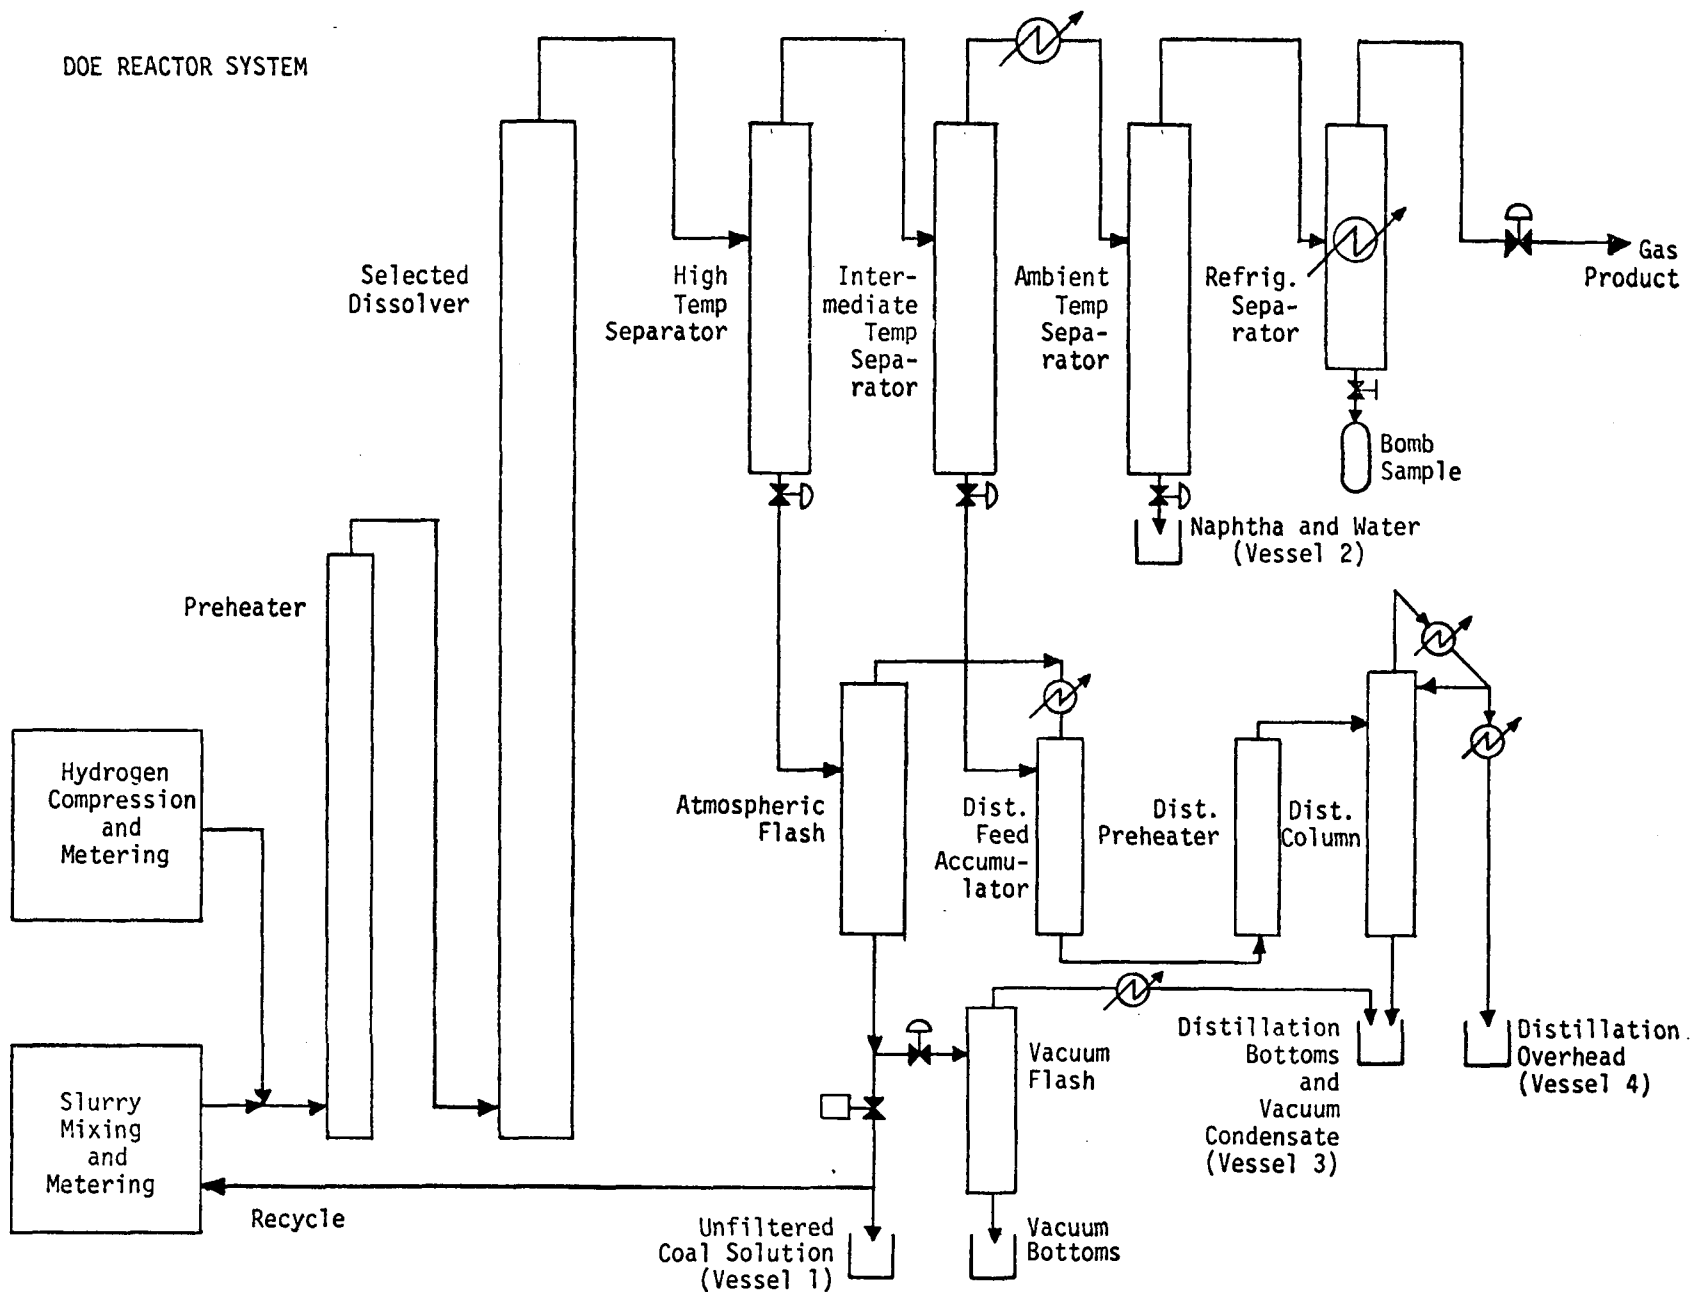 DOE REACTOR SYSTEM
Selected
Dissolver
High
Temp
Separator
Inter-
mediate
Temp
Sepa-
rator
Ambient
Temp
Sepa-
rator
Refrig.
Sepa-
rator
Gas
Product
Bomb
Sample
Naphtha and Water
(Vessel 2)
Preheater
Hydrogen
Compression
and
Metering
Atmospheric
Flash
Dist.
Feed
Accumu-
lator
Dist.
Preheater
Dist.
Column
Slurry
Mixing
and
Metering
Recycle
Vacuum
Flash
Distillation
Bottoms
and
Vacuum
Condensate
(Vessel 3)
Distillation
Overhead
(Vessel 4)
Unfiltered
Coal Solution
(Vessel 1)
Vacuum
Bottoms